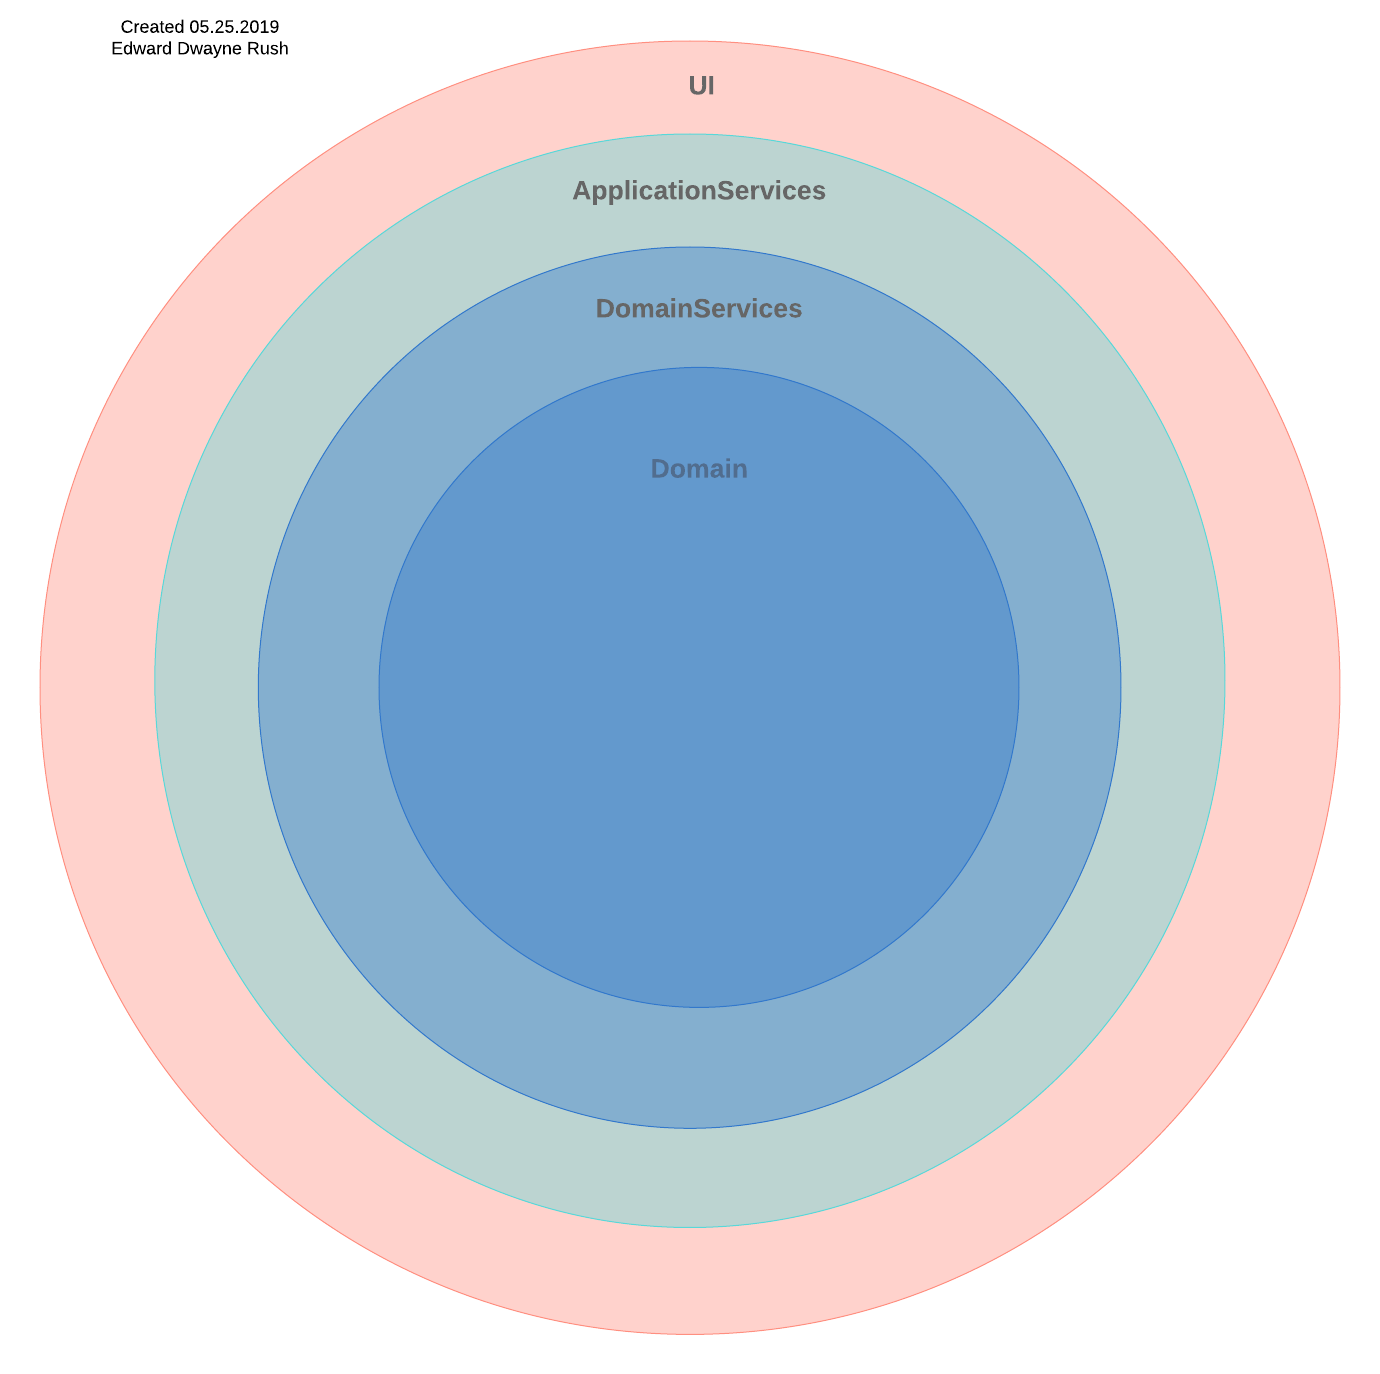 Created 05.25.2019
Edward Dwayne Rush
UI
ApplicationServices
DomainServices
Domain